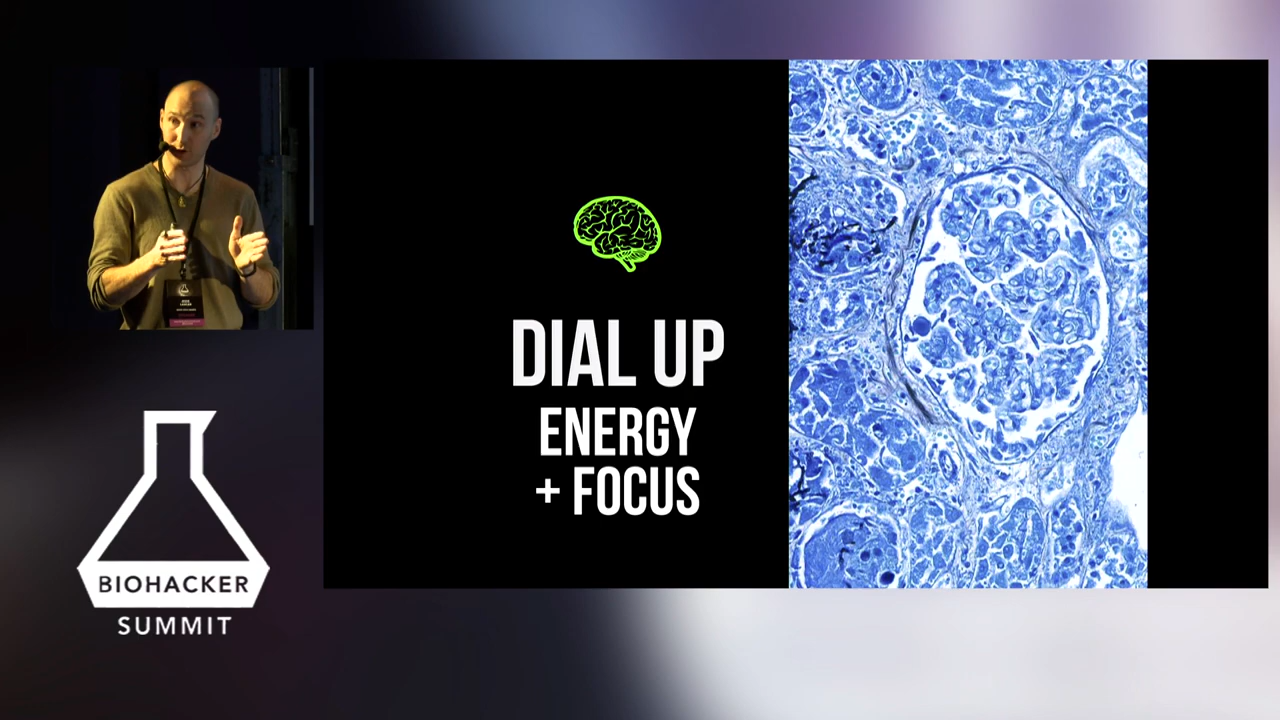 DIAL UP
ENERGY
+ FOCUS
BIOHACKER
SUMMIT